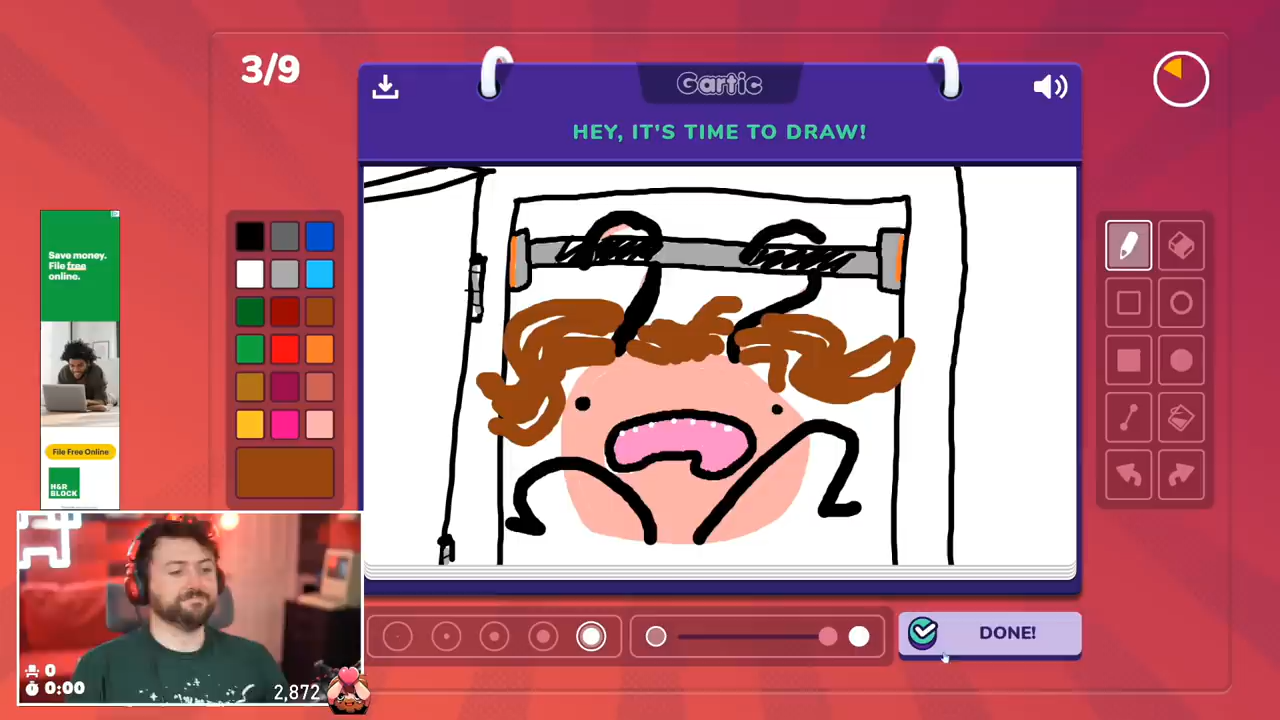 3/9
Gartic
HEY, IT'S TIME TO DRAW!
Save money.
File free
online.
File Free Online
H&R
BLOCK
0
0:00
2,872
DONE!